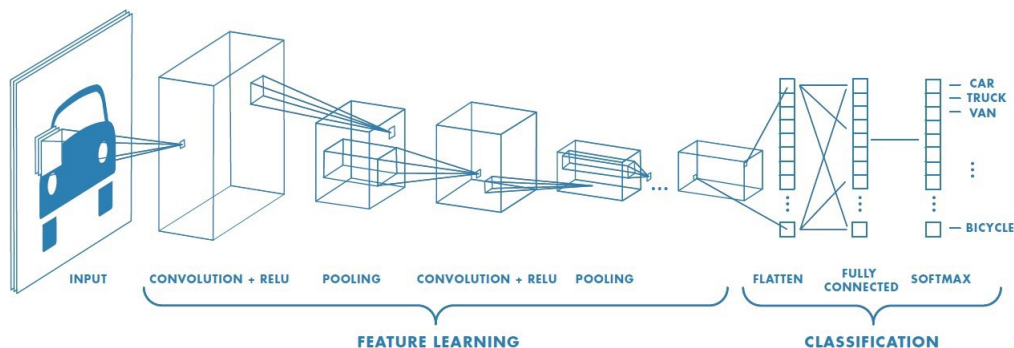 CAR
TRUCK
VAN
BICYCLE
INPUT
CONVOLUTION + RELU
POOLING
CONVOLUTION + RELU
POOLING
FLATTEN
FULLY
CONNECTED
SOFTMAX
FEATURE LEARNING
CLASSIFICATION